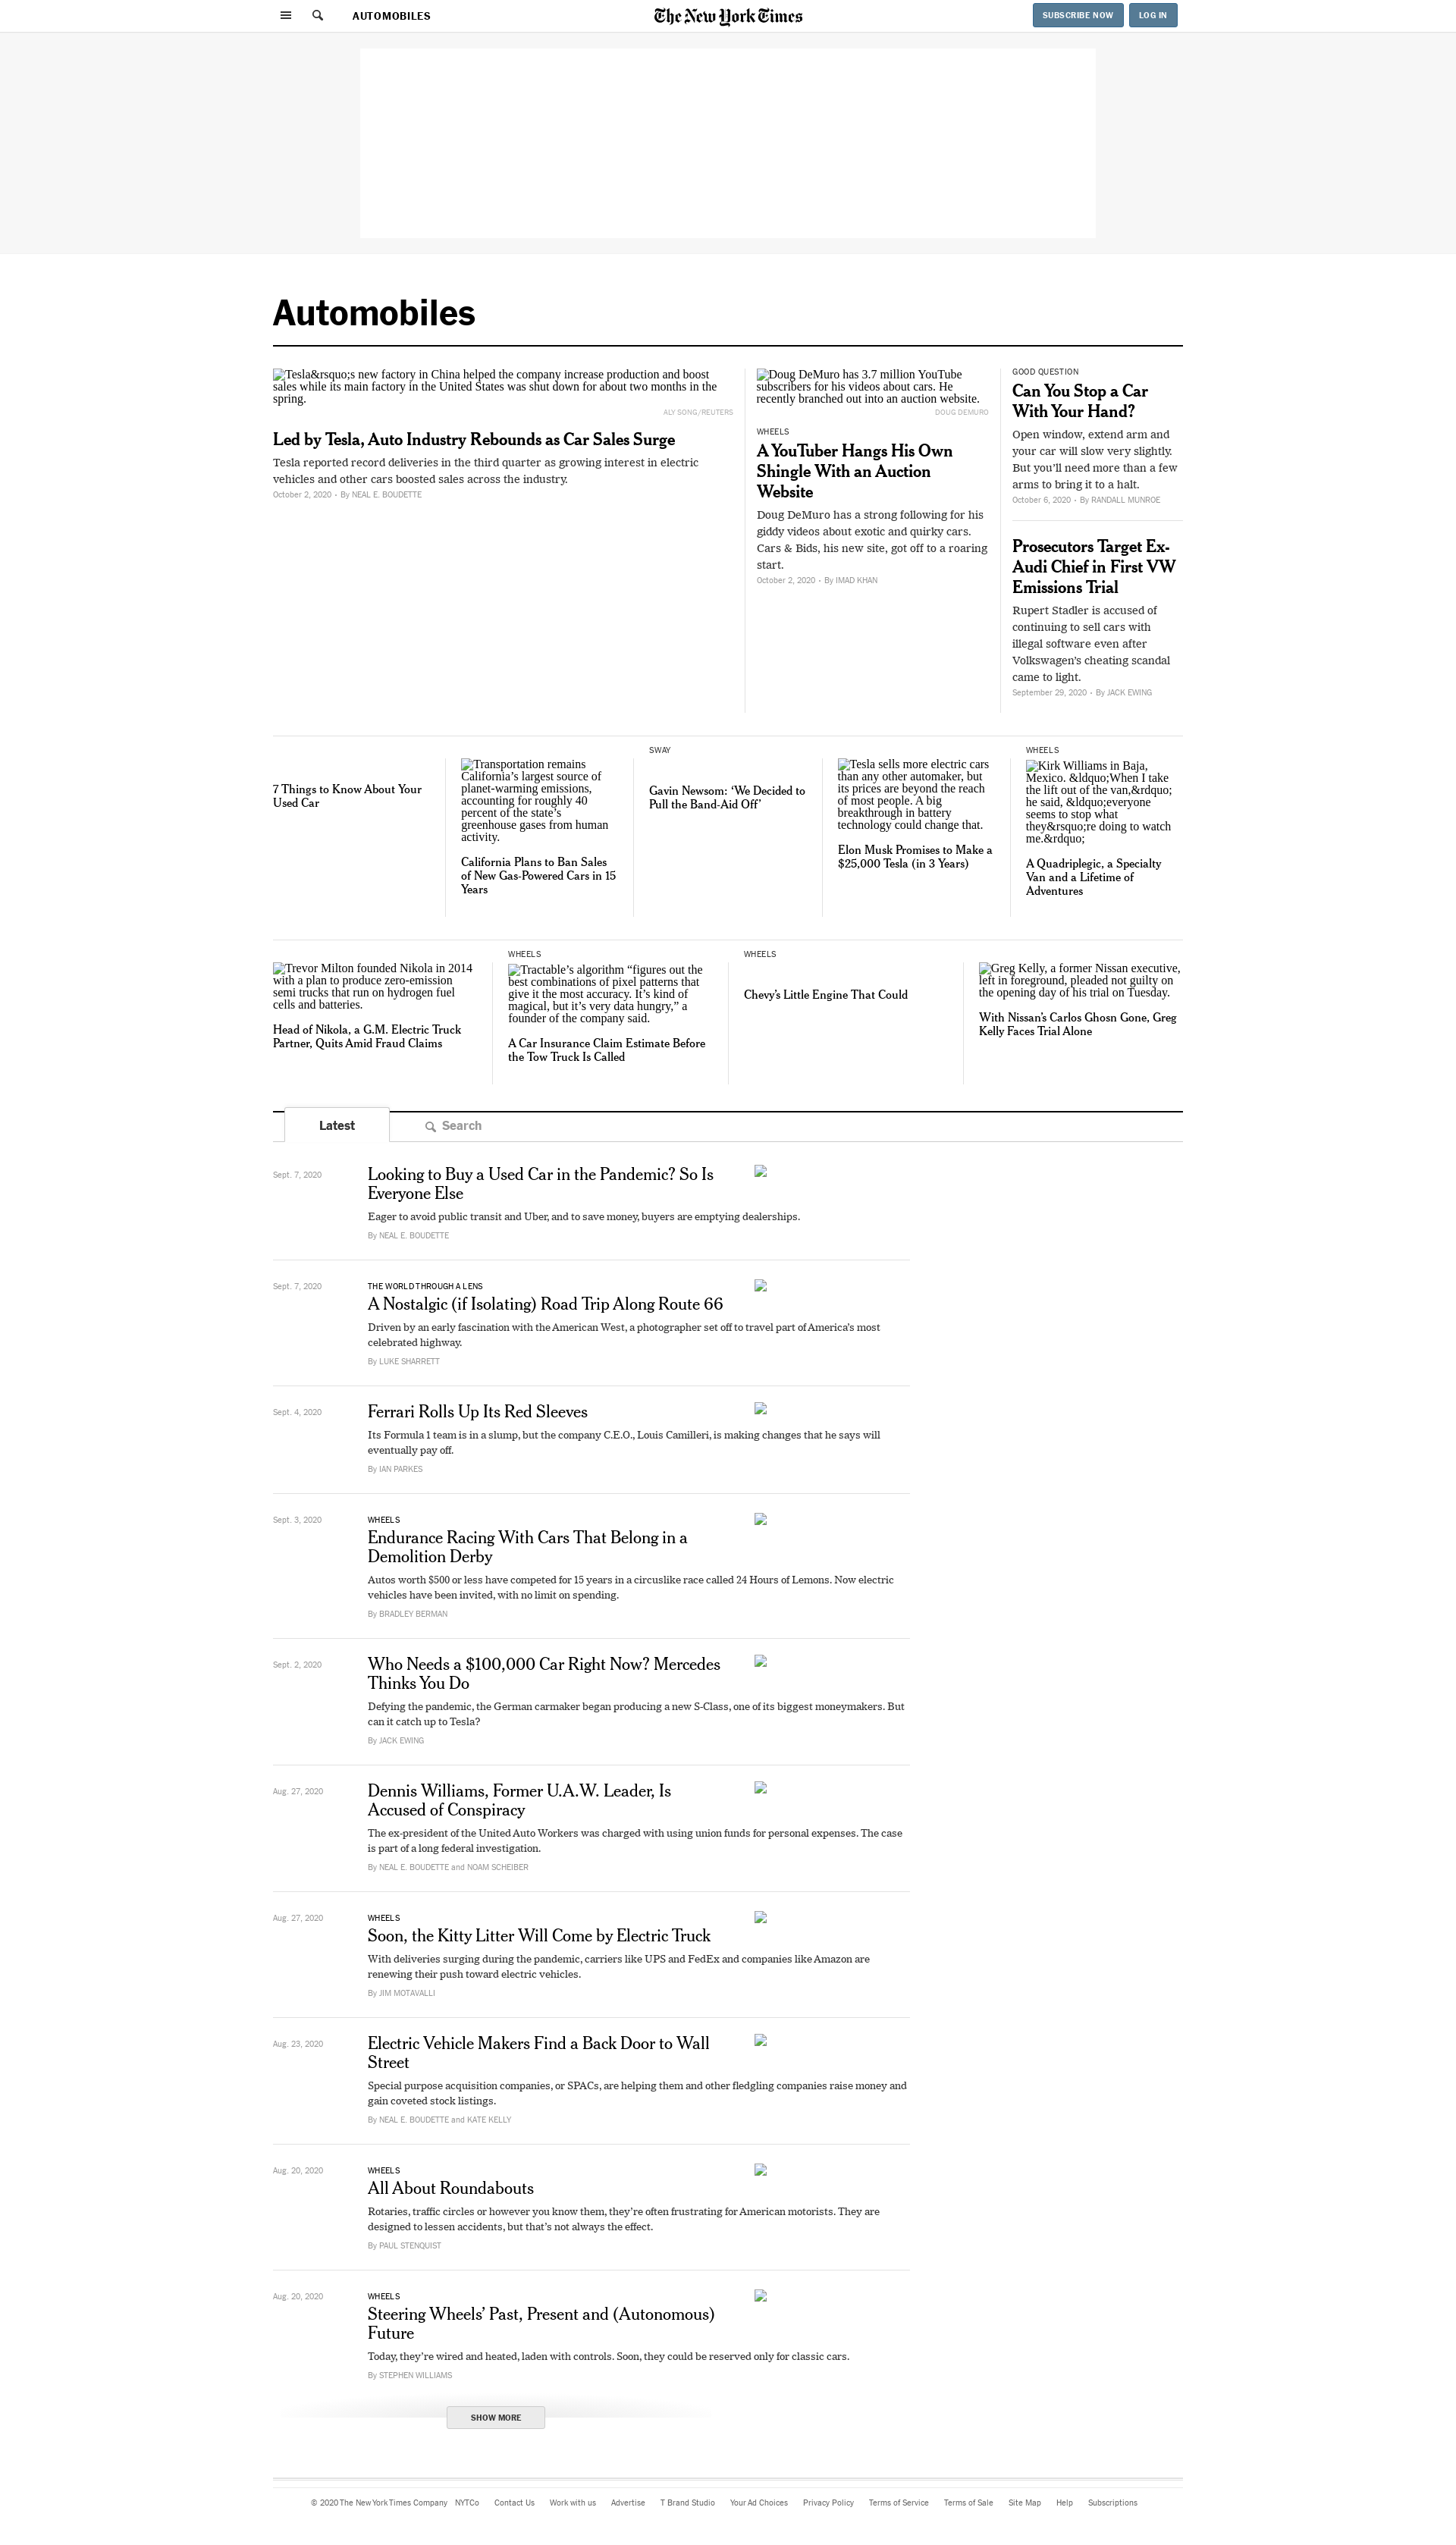 AUTOMOBILES
The New York Times
SUBSCRIBE NOW
LOG IN
Automobiles
Tesla&rsquo;s new factory in China helped the company increase production and boost
sales while its main factory in the United States was shut down for about two months in the
spring.
ALY SONG/REUTERS
Led by Tesla, Auto Industry Rebounds as Car Sales Surge
Tesla reported record deliveries in the third quarter as growing interest in electric
vehicles and other cars boosted sales across the industry.
October 2, 2020 • By NEAL E. BOUDETTE
Doug DeMuro has 3.7 million YouTube
subscribers for his videos about cars. He
recently branched out into an auction website.
DOUG DEMURO
WHEELS
A YouTuber Hangs His Own
Shingle With an Auction
Website
Doug DeMuro has a strong following for his
giddy videos about exotic and quirky cars.
Cars & Bids, his new site, got off to a roaring
start.
October 2, 2020 • By IMAD KHAN
GOOD QUESTION
Can You Stop a Car
With Your Hand?
Open window, extend arm and
your car will slow very slightly.
But you’ll need more than a few
arms to bring it to a halt.
October 6, 2020 • By RANDALL MUNROE
Prosecutors Target Ex-
Audi Chief in First VW
Emissions Trial
Rupert Stadler is accused of
continuing to sell cars with
illegal software even after
Volkswagen’s cheating scandal
came to light.
September 29, 2020 • By JACK EWING
7 Things to Know About Your
Used Car
Transportation remains
California’s largest source of
planet-warming emissions,
accounting for roughly 40
percent of the state’s
greenhouse gases from human
activity.
California Plans to Ban Sales
of New Gas-Powered Cars in 15
Years
SWAY
Gavin Newsom: ‘We Decided to
Pull the Band-Aid Off’
Tesla sells more electric cars
than any other automaker, but
its prices are beyond the reach
of most people. A big
breakthrough in battery
technology could change that.
Elon Musk Promises to Make a
$25,000 Tesla (in 3 Years)
WHEELS
Kirk Williams in Baja,
Mexico. &ldquo;When I take
the lift out of the van,&rdquo;
he said, &ldquo;everyone
seems to stop what
they&rsquo;re doing to watch
me.&rdquo;
A Quadriplegic, a Specialty
Van and a Lifetime of
Adventures
Trevor Milton founded Nikola in 2014
with a plan to produce zero-emission
semi trucks that run on hydrogen fuel
cells and batteries.
Head of Nikola, a G.M. Electric Truck
Partner, Quits Amid Fraud Claims
WHEELS
Tractable’s algorithm “figures out the
best combinations of pixel patterns that
give it the most accuracy. It’s kind of
magical, but it’s very data hungry,” a
founder of the company said.
A Car Insurance Claim Estimate Before
the Tow Truck Is Called
WHEELS
Chevy’s Little Engine That Could
Greg Kelly, a former Nissan executive,
left in foreground, pleaded not guilty on
the opening day of his trial on Tuesday.
With Nissan’s Carlos Ghosn Gone, Greg
Kelly Faces Trial Alone
Latest
Search
Sept. 7, 2020
Looking to Buy a Used Car in the Pandemic? So Is
Everyone Else
Eager to avoid public transit and Uber, and to save money, buyers are emptying dealerships.
By NEAL E. BOUDETTE
Sept. 7, 2020
THE WORLD THROUGH A LENS
A Nostalgic (if Isolating) Road Trip Along Route 66
Driven by an early fascination with the American West, a photographer set off to travel part of America’s most
celebrated highway.
By LUKE SHARRETT
Sept. 4, 2020
Ferrari Rolls Up Its Red Sleeves
Its Formula 1 team is in a slump, but the company C.E.O., Louis Camilleri, is making changes that he says will
eventually pay off.
By IAN PARKES
Sept. 3, 2020
WHEELS
Endurance Racing With Cars That Belong in a
Demolition Derby
Autos worth $500 or less have competed for 15 years in a circuslike race called 24 Hours of Lemons. Now electric
vehicles have been invited, with no limit on spending.
By BRADLEY BERMAN
Sept. 2, 2020
Who Needs a $100,000 Car Right Now? Mercedes
Thinks You Do
Defying the pandemic, the German carmaker began producing a new S-Class, one of its biggest moneymakers. But
can it catch up to Tesla?
By JACK EWING
Aug. 27, 2020
Dennis Williams, Former U.A.W. Leader, Is
Accused of Conspiracy
The ex-president of the United Auto Workers was charged with using union funds for personal expenses. The case
is part of a long federal investigation.
By NEAL E. BOUDETTE and NOAM SCHEIBER
Aug. 27, 2020
WHEELS
Soon, the Kitty Litter Will Come by Electric Truck
With deliveries surging during the pandemic, carriers like UPS and FedEx and companies like Amazon are
renewing their push toward electric vehicles.
By JIM MOTAVALLI
Aug. 23, 2020
Electric Vehicle Makers Find a Back Door to Wall
Street
Special purpose acquisition companies, or SPACs, are helping them and other fledgling companies raise money and
gain coveted stock listings.
By NEAL E. BOUDETTE and KATE KELLY
Aug. 20, 2020
WHEELS
All About Roundabouts
Rotaries, traffic circles or however you know them, they’re often frustrating for American motorists. They are
designed to lessen accidents, but that’s not always the effect.
By PAUL STENQUIST
Aug. 20, 2020
WHEELS
Steering Wheels’ Past, Present and (Autonomous)
Future
Today, they’re wired and heated, laden with controls. Soon, they could be reserved only for classic cars.
By STEPHEN WILLIAMS
SHOW MORE
© 2020 The New York Times Company NYTCo Contact Us Work with us Advertise T Brand Studio Your Ad Choices Privacy Policy Terms of Service Terms of Sale Site Map Help Subscriptions